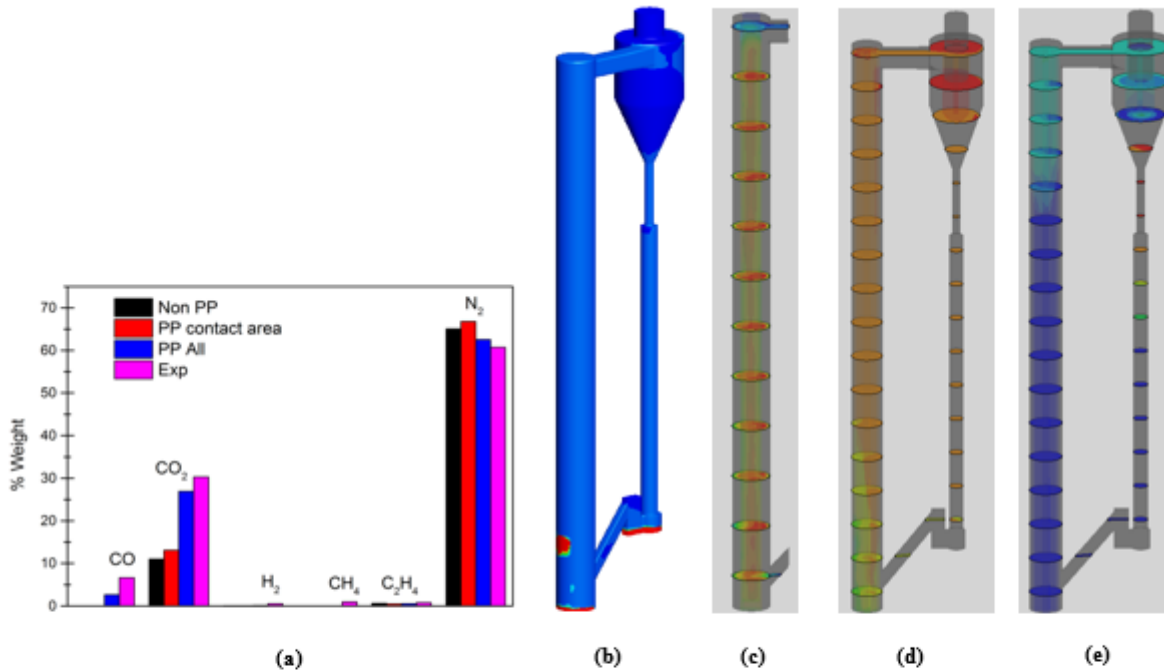 70
60
50
40
30
20
10
0
% Weight
Non PP
PP contact area
PP All
Exp
CO
CO₂
H₂
CH₄
C₂H₄
N₂
(a)
(b)
(c)
(d)
(e)